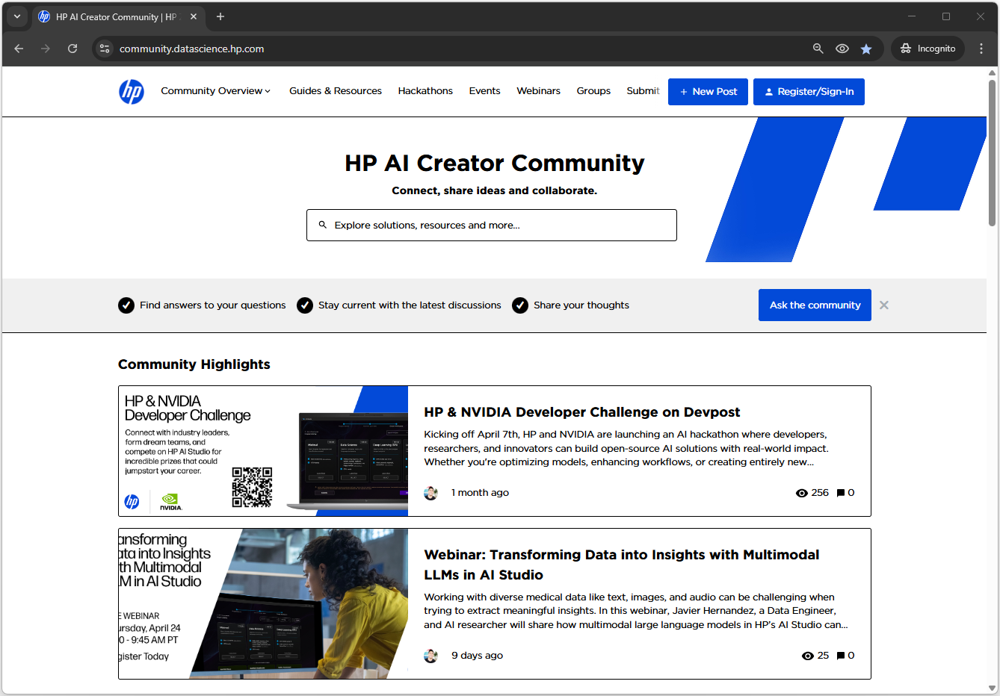 HP AI Creator Community | HP
community.datascience.hp.com
Incognito
hp
Community Overview
Guides & Resources
Hackathons
Events
Webinars
Groups
Submit
+ New Post
Register/Sign-In
HP AI Creator Community
Connect, share ideas and collaborate.
Explore solutions, resources and more...
Find answers to your questions
Stay current with the latest discussions
Share your thoughts
Ask the community
Community Highlights
HP & NVIDIA
Developer Challenge
Connect with industry leaders,
form dream teams, and
compete on HP AI Studio for
incredible prizes that could
jumpstart your career.
hp
NVIDIA.
HP & NVIDIA Developer Challenge on Devpost
Kicking off April 7th, HP and NVIDIA are launching an AI hackathon where developers,
researchers, and innovators can build open-source AI solutions with real-world impact.
Whether you're optimizing models, enhancing workflows, or creating entirely new...
1 month ago
256
0
ansforming
ata into Insights
th Multimodal
M in AI Studio
E WEBINAR
ursday, April 24
0 - 9:45 AM PT
gister Today
Webinar: Transforming Data into Insights with Multimodal
LLMs in AI Studio
Working with diverse medical data like text, images, and audio can be challenging when
trying to extract meaningful insights. In this webinar, Javier Hernandez, a Data Engineer,
and AI researcher will share how multimodal large language models in HP's AI Studio can...
9 days ago
25
0